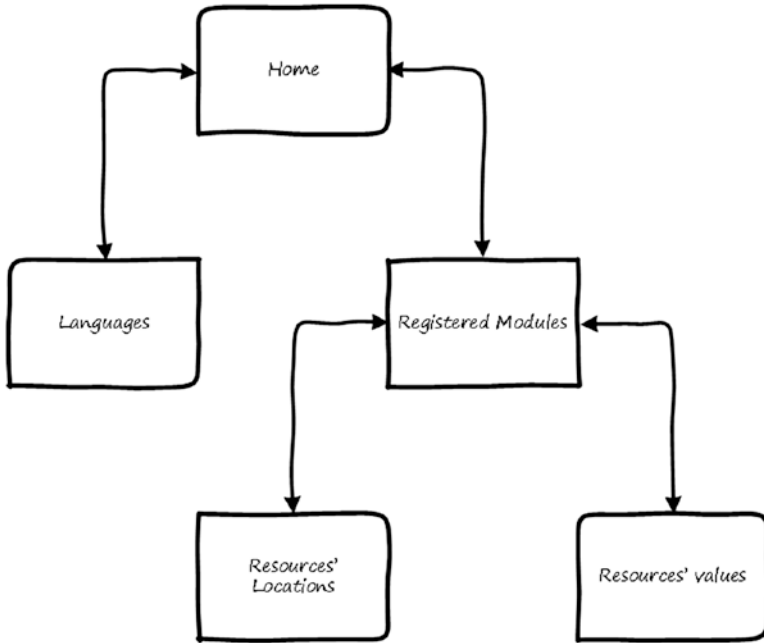 Home
Languages
Registered Modules
Resources'
Locations
Resources' values